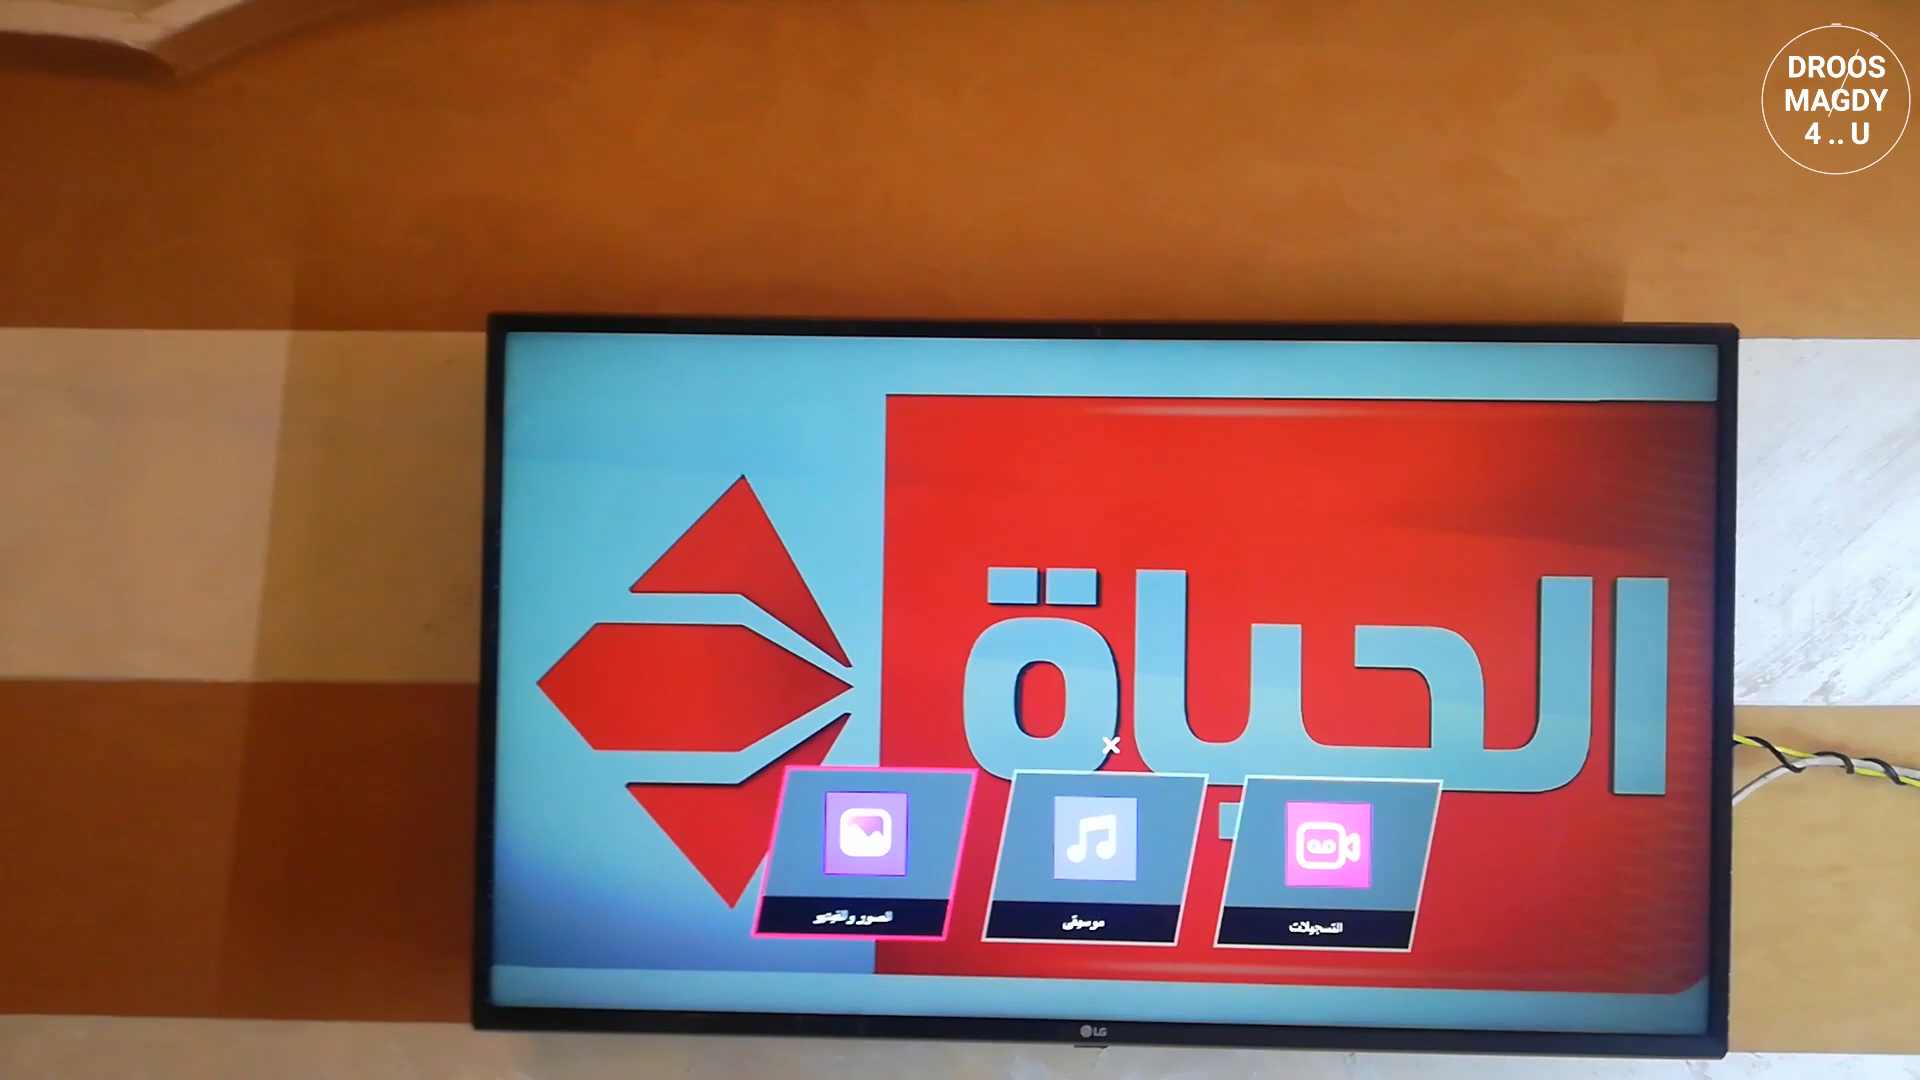 DROOS
MAGDY
4 .. U
الحياة
التسجيلات
موسيقى
الصور والفيديو
LG